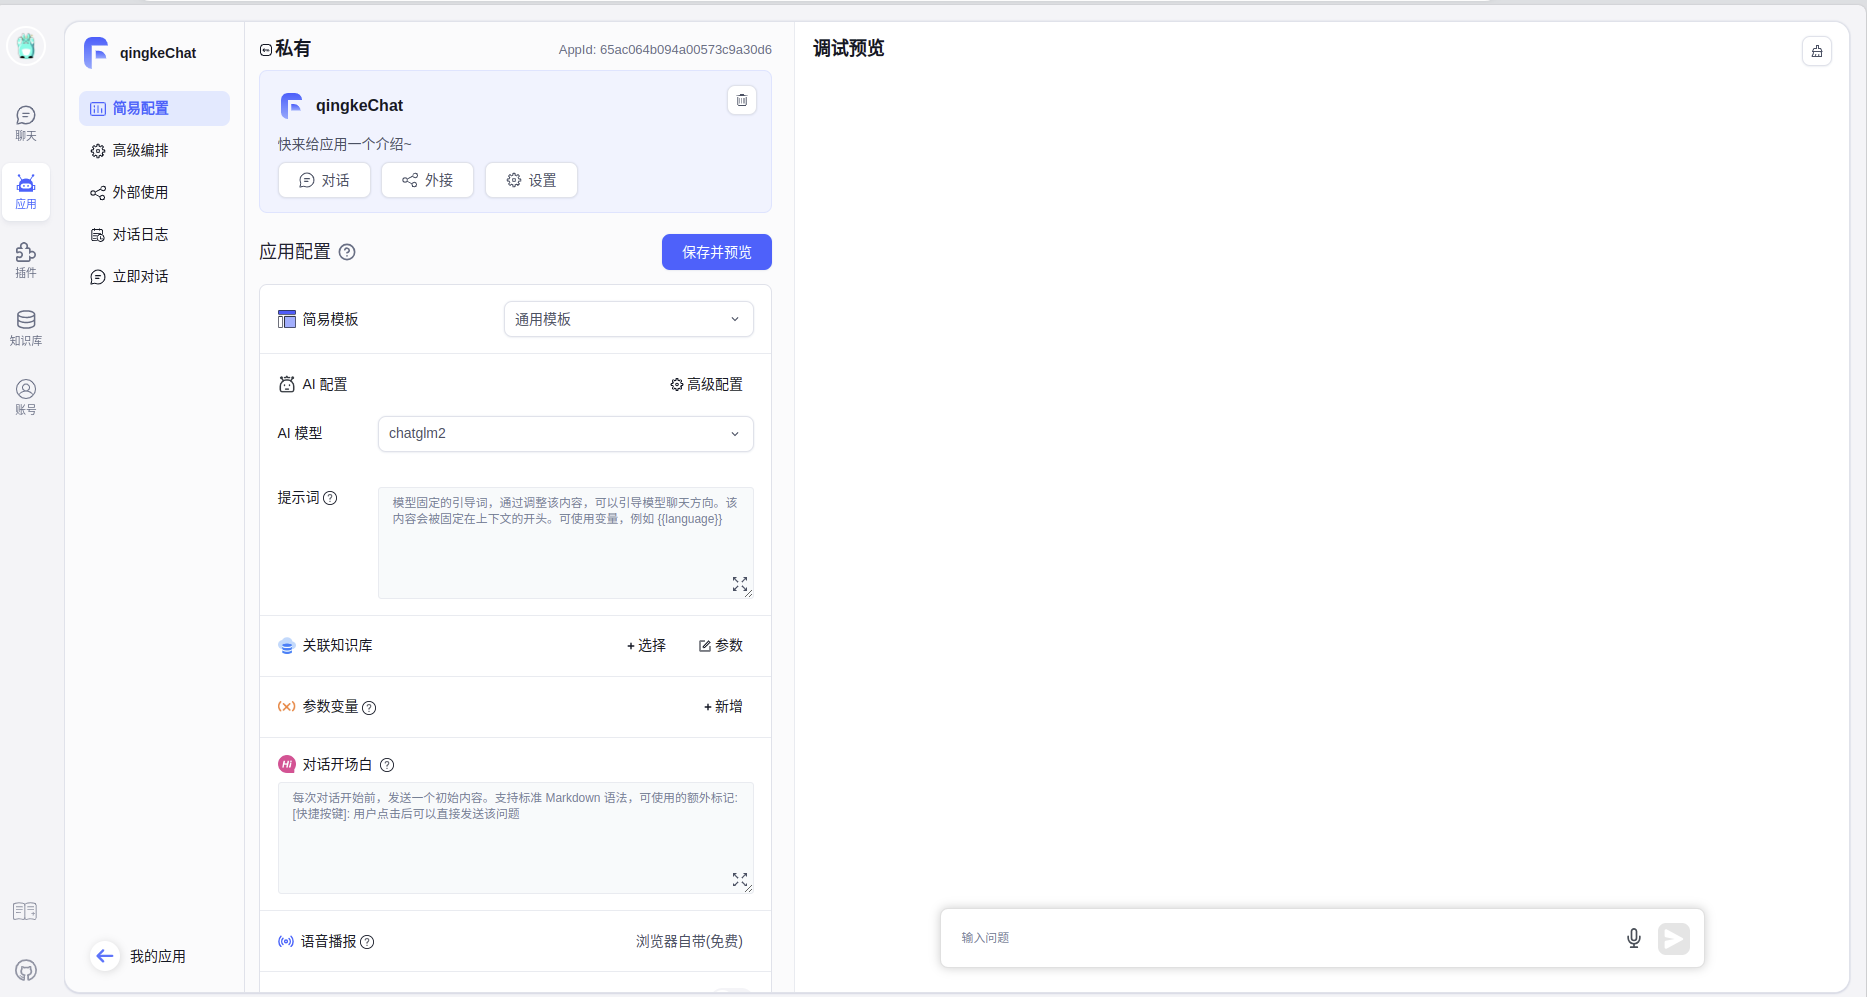 聊天
应用
插件
知识库
账号
qingkeChat
简易配置
高级编排
外部使用
对话日志
立即对话
我的应用
私有
AppId: 65ac064b094a00573c9a30d6
qingkeChat
快来给应用一个介绍~
对话
外接
设置
应用配置
保存并预览
简易模板
通用模板
AI 配置
高级配置
AI 模型
chatglm2
提示词
模型固定的引导词，通过调整该内容，可以引导模型聊天方向。该
内容会被固定在上下文的开头。可使用变量，例如 {{language}}
关联知识库
+ 选择
参数
参数变量
+ 新增
Hi
对话开场白
每次对话开始前，发送一个初始内容。支持标准 Markdown 语法，可使用的额外标记:
[快捷按键]: 用户点击后可以直接发送该问题
语音播报
浏览器自带(免费)
调试预览
输入问题